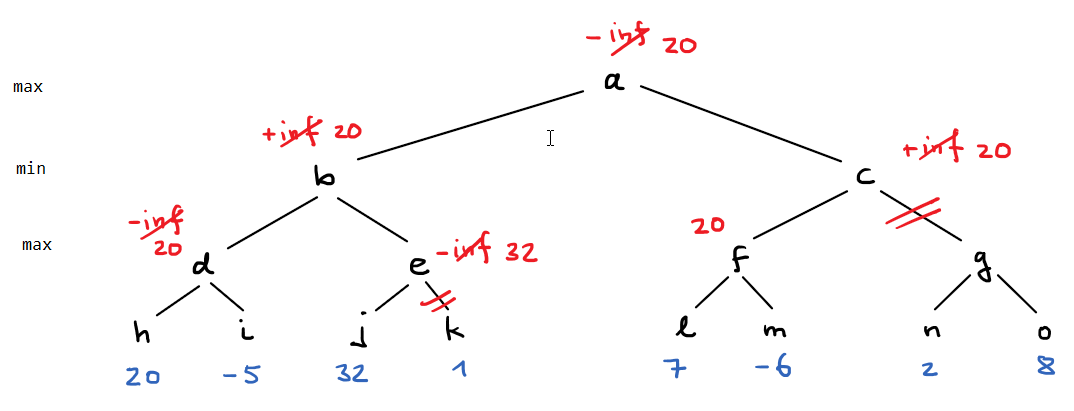 -inf 20
max a
+inf 20
+inf 20
min b c
-inf
20
20
max d e -inf 32 f g
h i j k l m n o
20 -5 32 1 7 -6 2 8